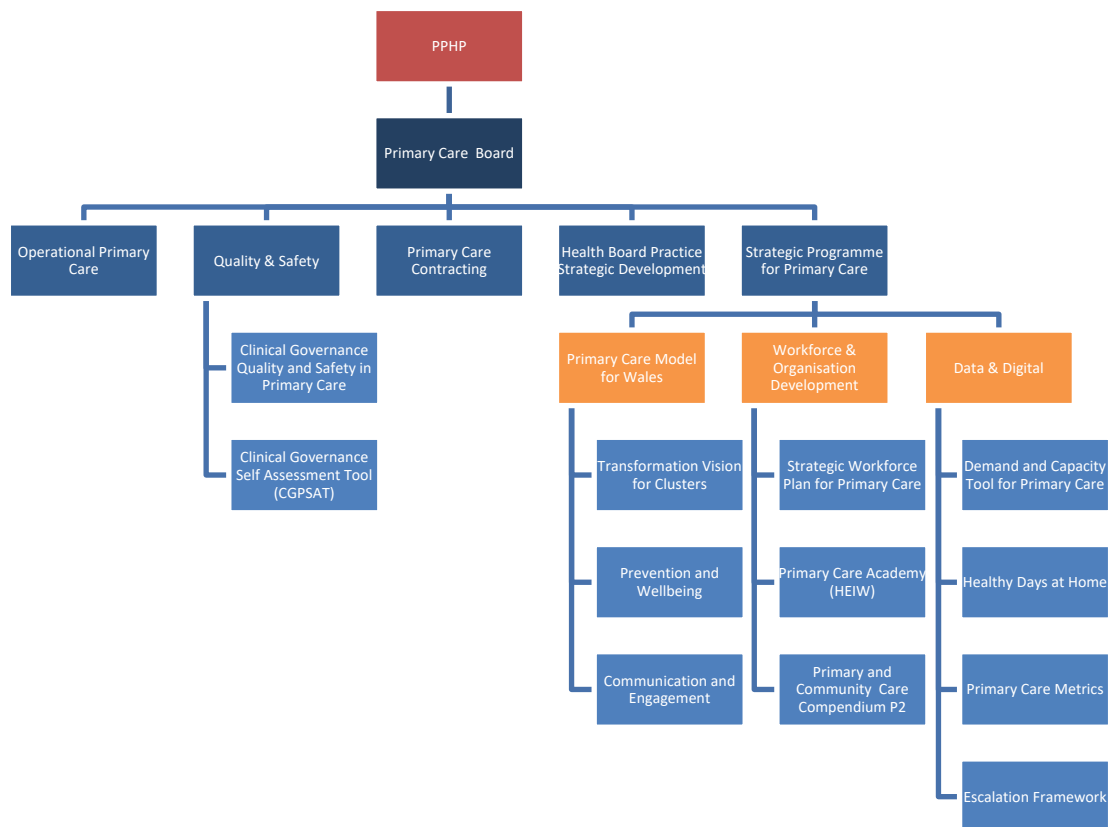 PPHP
Primary Care  Board
Operational Primary
Care
Quality & Safety
Primary Care
Contracting
Health Board Practice
Strategic Development
Strategic Programme
for Primary Care
Clinical Governance
Quality and Safety in
Primary Care
Clinical Governance
Self Assessment Tool
(CGPSAT)
Primary Care Model
for Wales
Transformation Vision
for Clusters
Prevention and
Wellbeing
Communication and
Engagement
Workforce &
Organisation
Development
Strategic Workforce
Plan for Primary Care
Primary Care Academy
(HEIW)
Primary and
Community  Care
Compendium P2
Data & Digital
Demand and Capacity
Tool for Primary Care
Healthy Days at Home
Primary Care Metrics
Escalation Framework